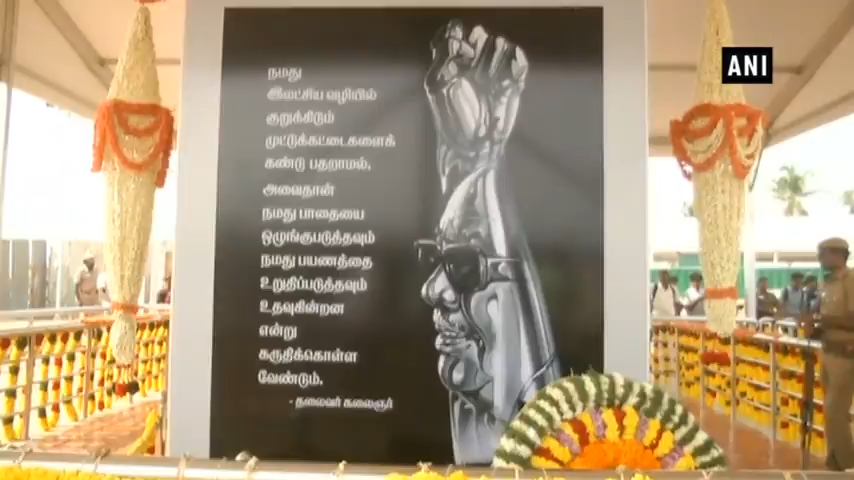 ANI
நமது
இலட்சிய வழியில்
குறுக்கிடும்
முட்டுக்கட்டைகளைக்
கண்டு பதறாமல்,
அவைதான்
நமது பாதையை
ஒழுங்குபடுத்தவும்
நமது பயணத்தை
உறுதிப்படுத்தவும்
உதவுகின்றன
என்று
கருதிக்கொள்ள
வேண்டும்.
- தலைவர் கலைஞர்